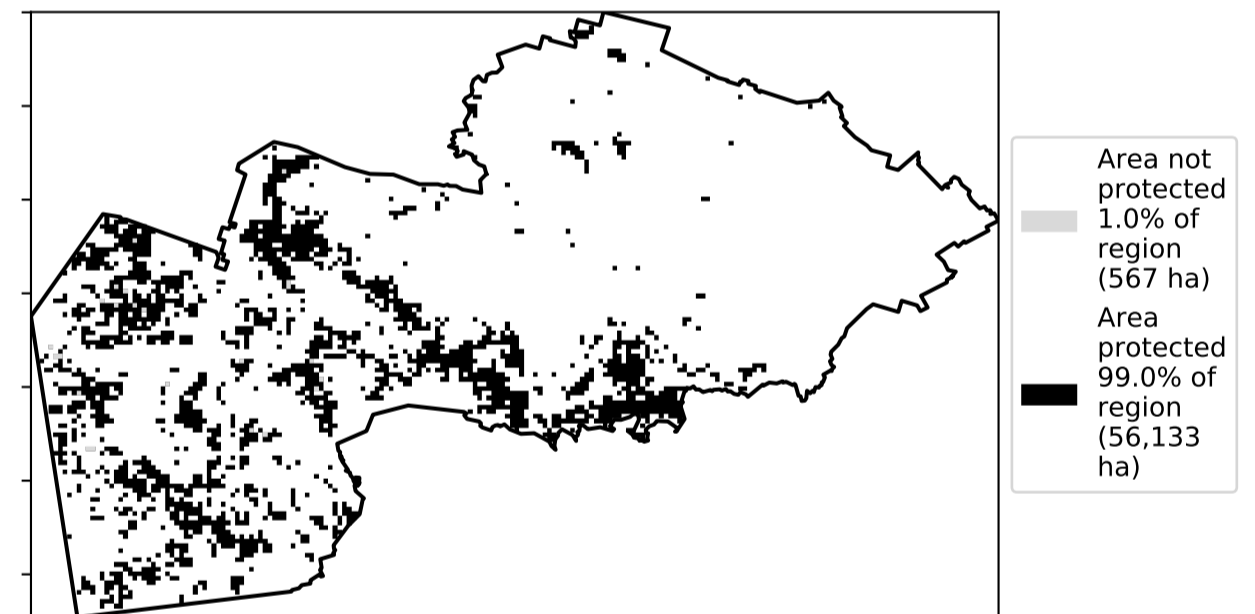 Area not
protected
1.0% of
region
(567 ha)
Area
protected
99.0% of
region
(56,133
ha)